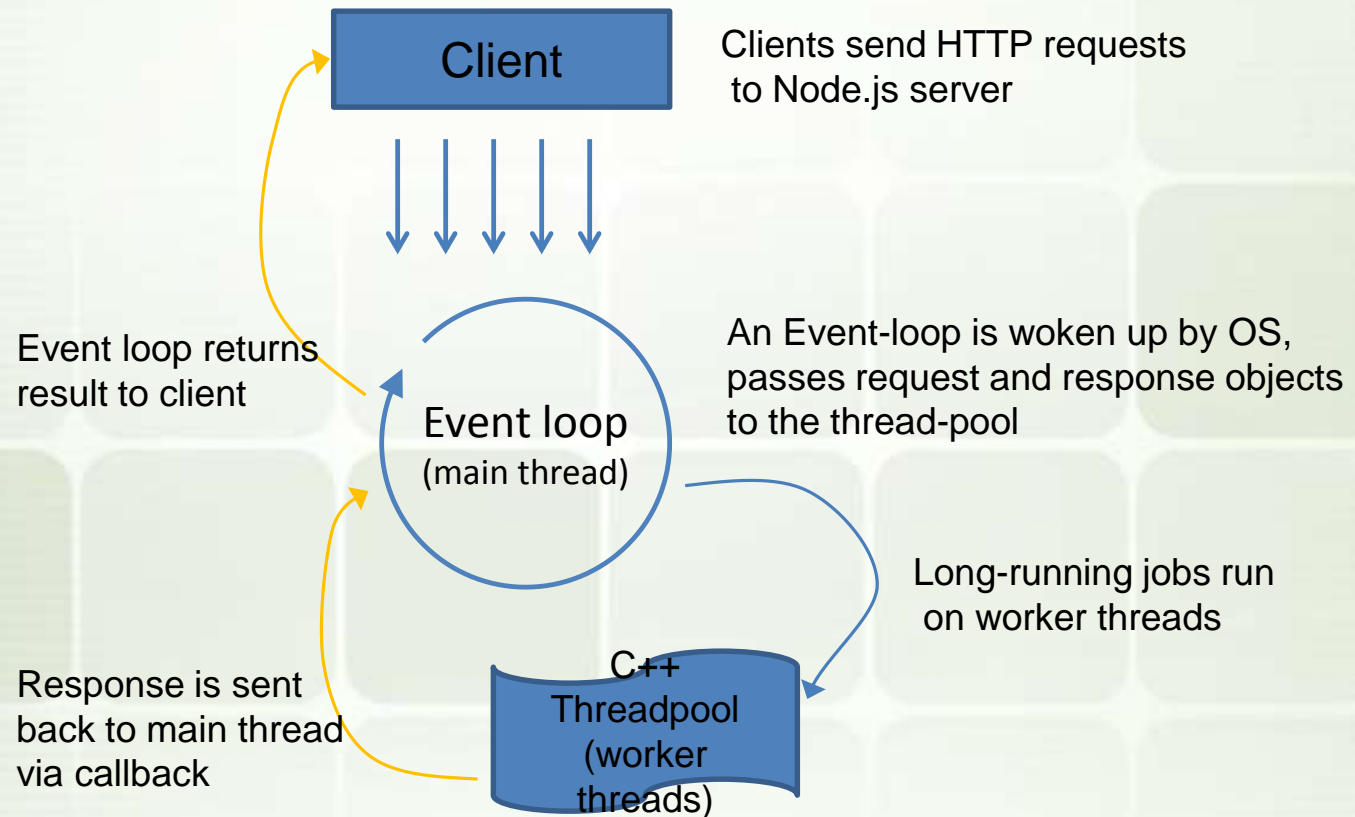 Client
Clients send HTTP requests
to Node.js server
Event loop returns
result to client
An Event-loop is woken up by OS,
passes request and response objects
to the thread-pool
Event loop
(main thread)
Long-running jobs run
on worker threads
Response is sent
back to main thread
via callback
C++
Threadpool
(worker
threads)